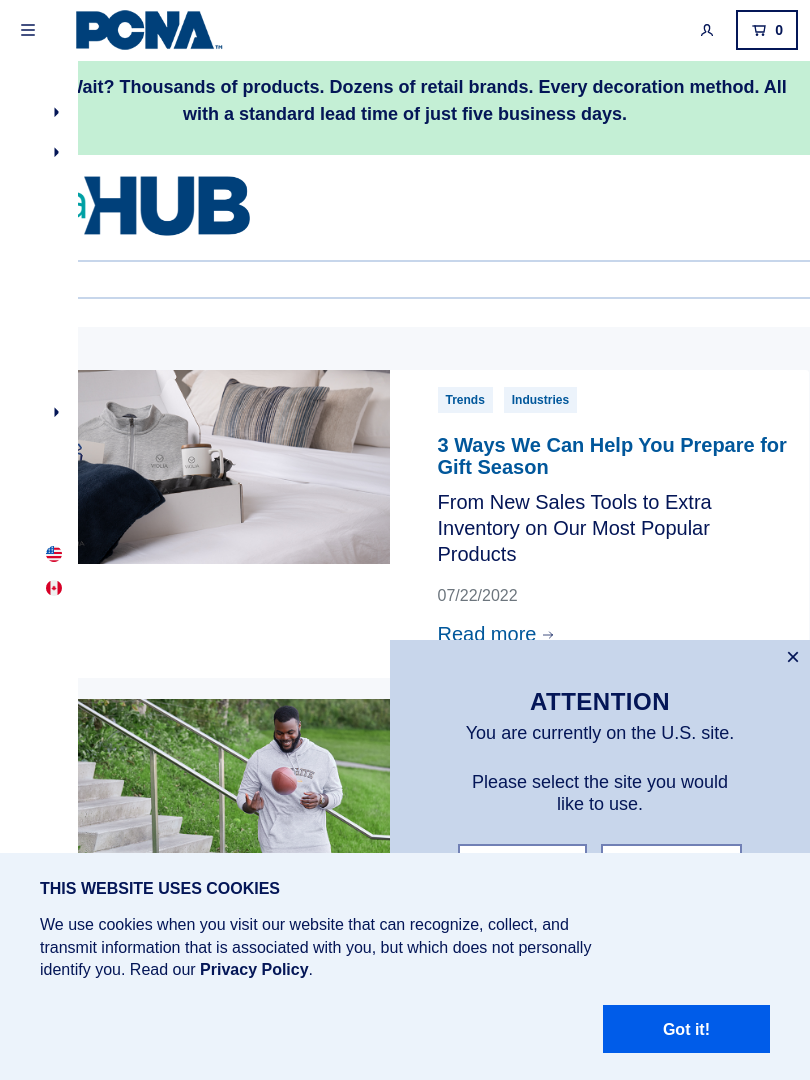 PCNA™
0
Wait? Thousands of products. Dozens of retail brands. Every decoration method. All
with a standard lead time of just five business days.
HUB
Trends
Industries
3 Ways We Can Help You Prepare for
Gift Season
From New Sales Tools to Extra
Inventory on Our Most Popular
Products
07/22/2022
Read more →
ATTENTION
You are currently on the U.S. site.
Please select the site you would
like to use.
THIS WEBSITE USES COOKIES
We use cookies when you visit our website that can recognize, collect, and
transmit information that is associated with you, but which does not personally
identify you. Read our Privacy Policy.
Got it!